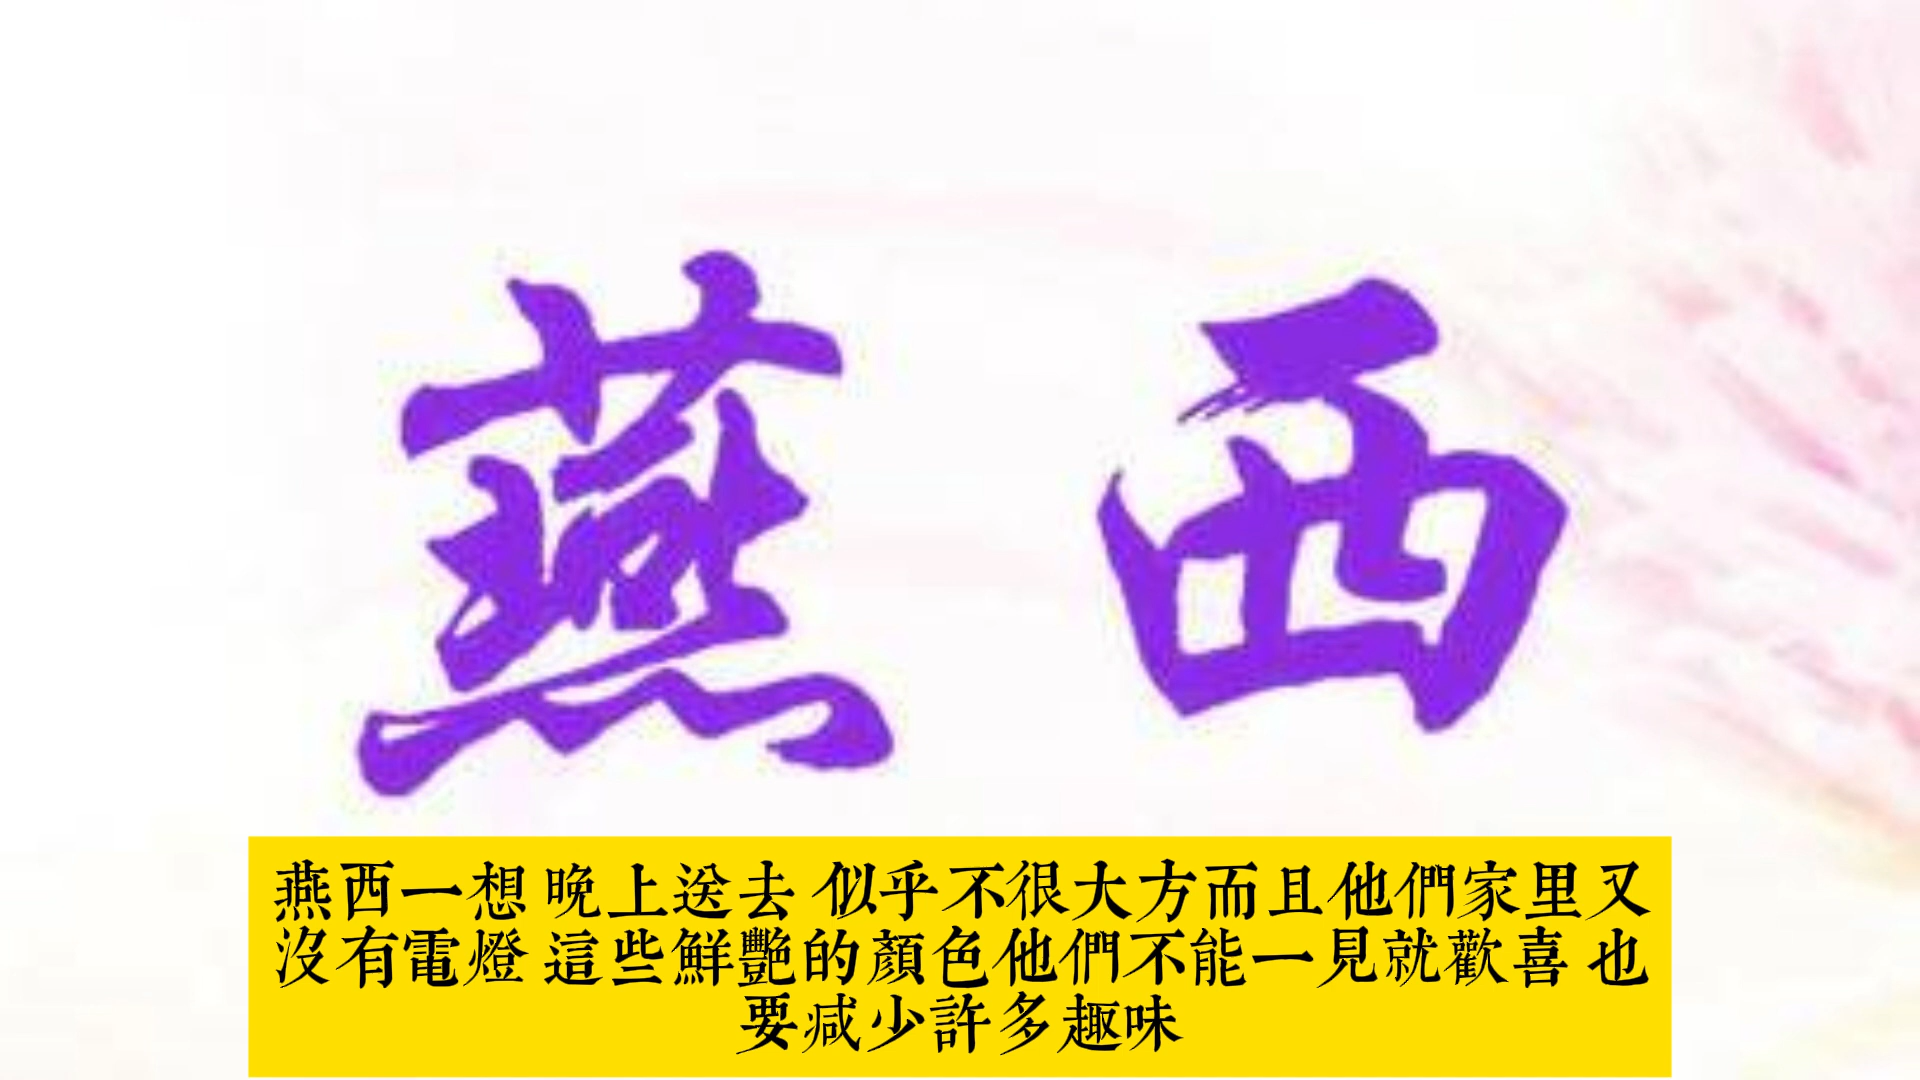 燕西
燕西一想 晚上送去 似乎不很大方而且他們家里又
沒有電燈 這些鮮艷的顏色他們不能一見就歡喜 也
要减少許多趣味